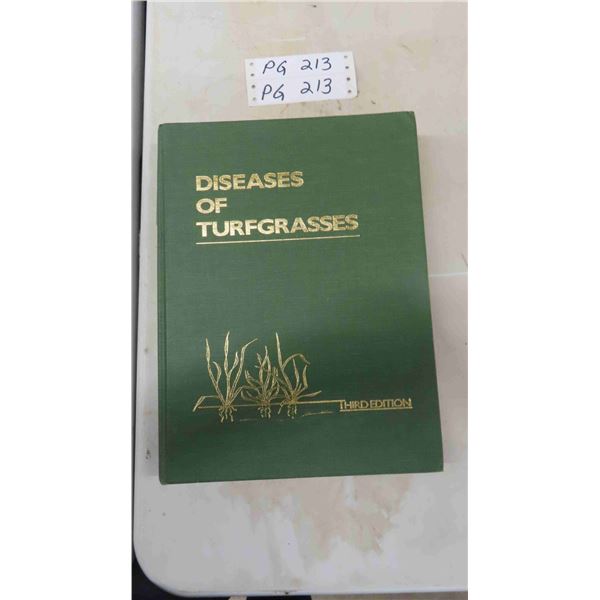 PG 213
PG 213
DISEASES
OF
TURFGRASSES
THIRD EDITION